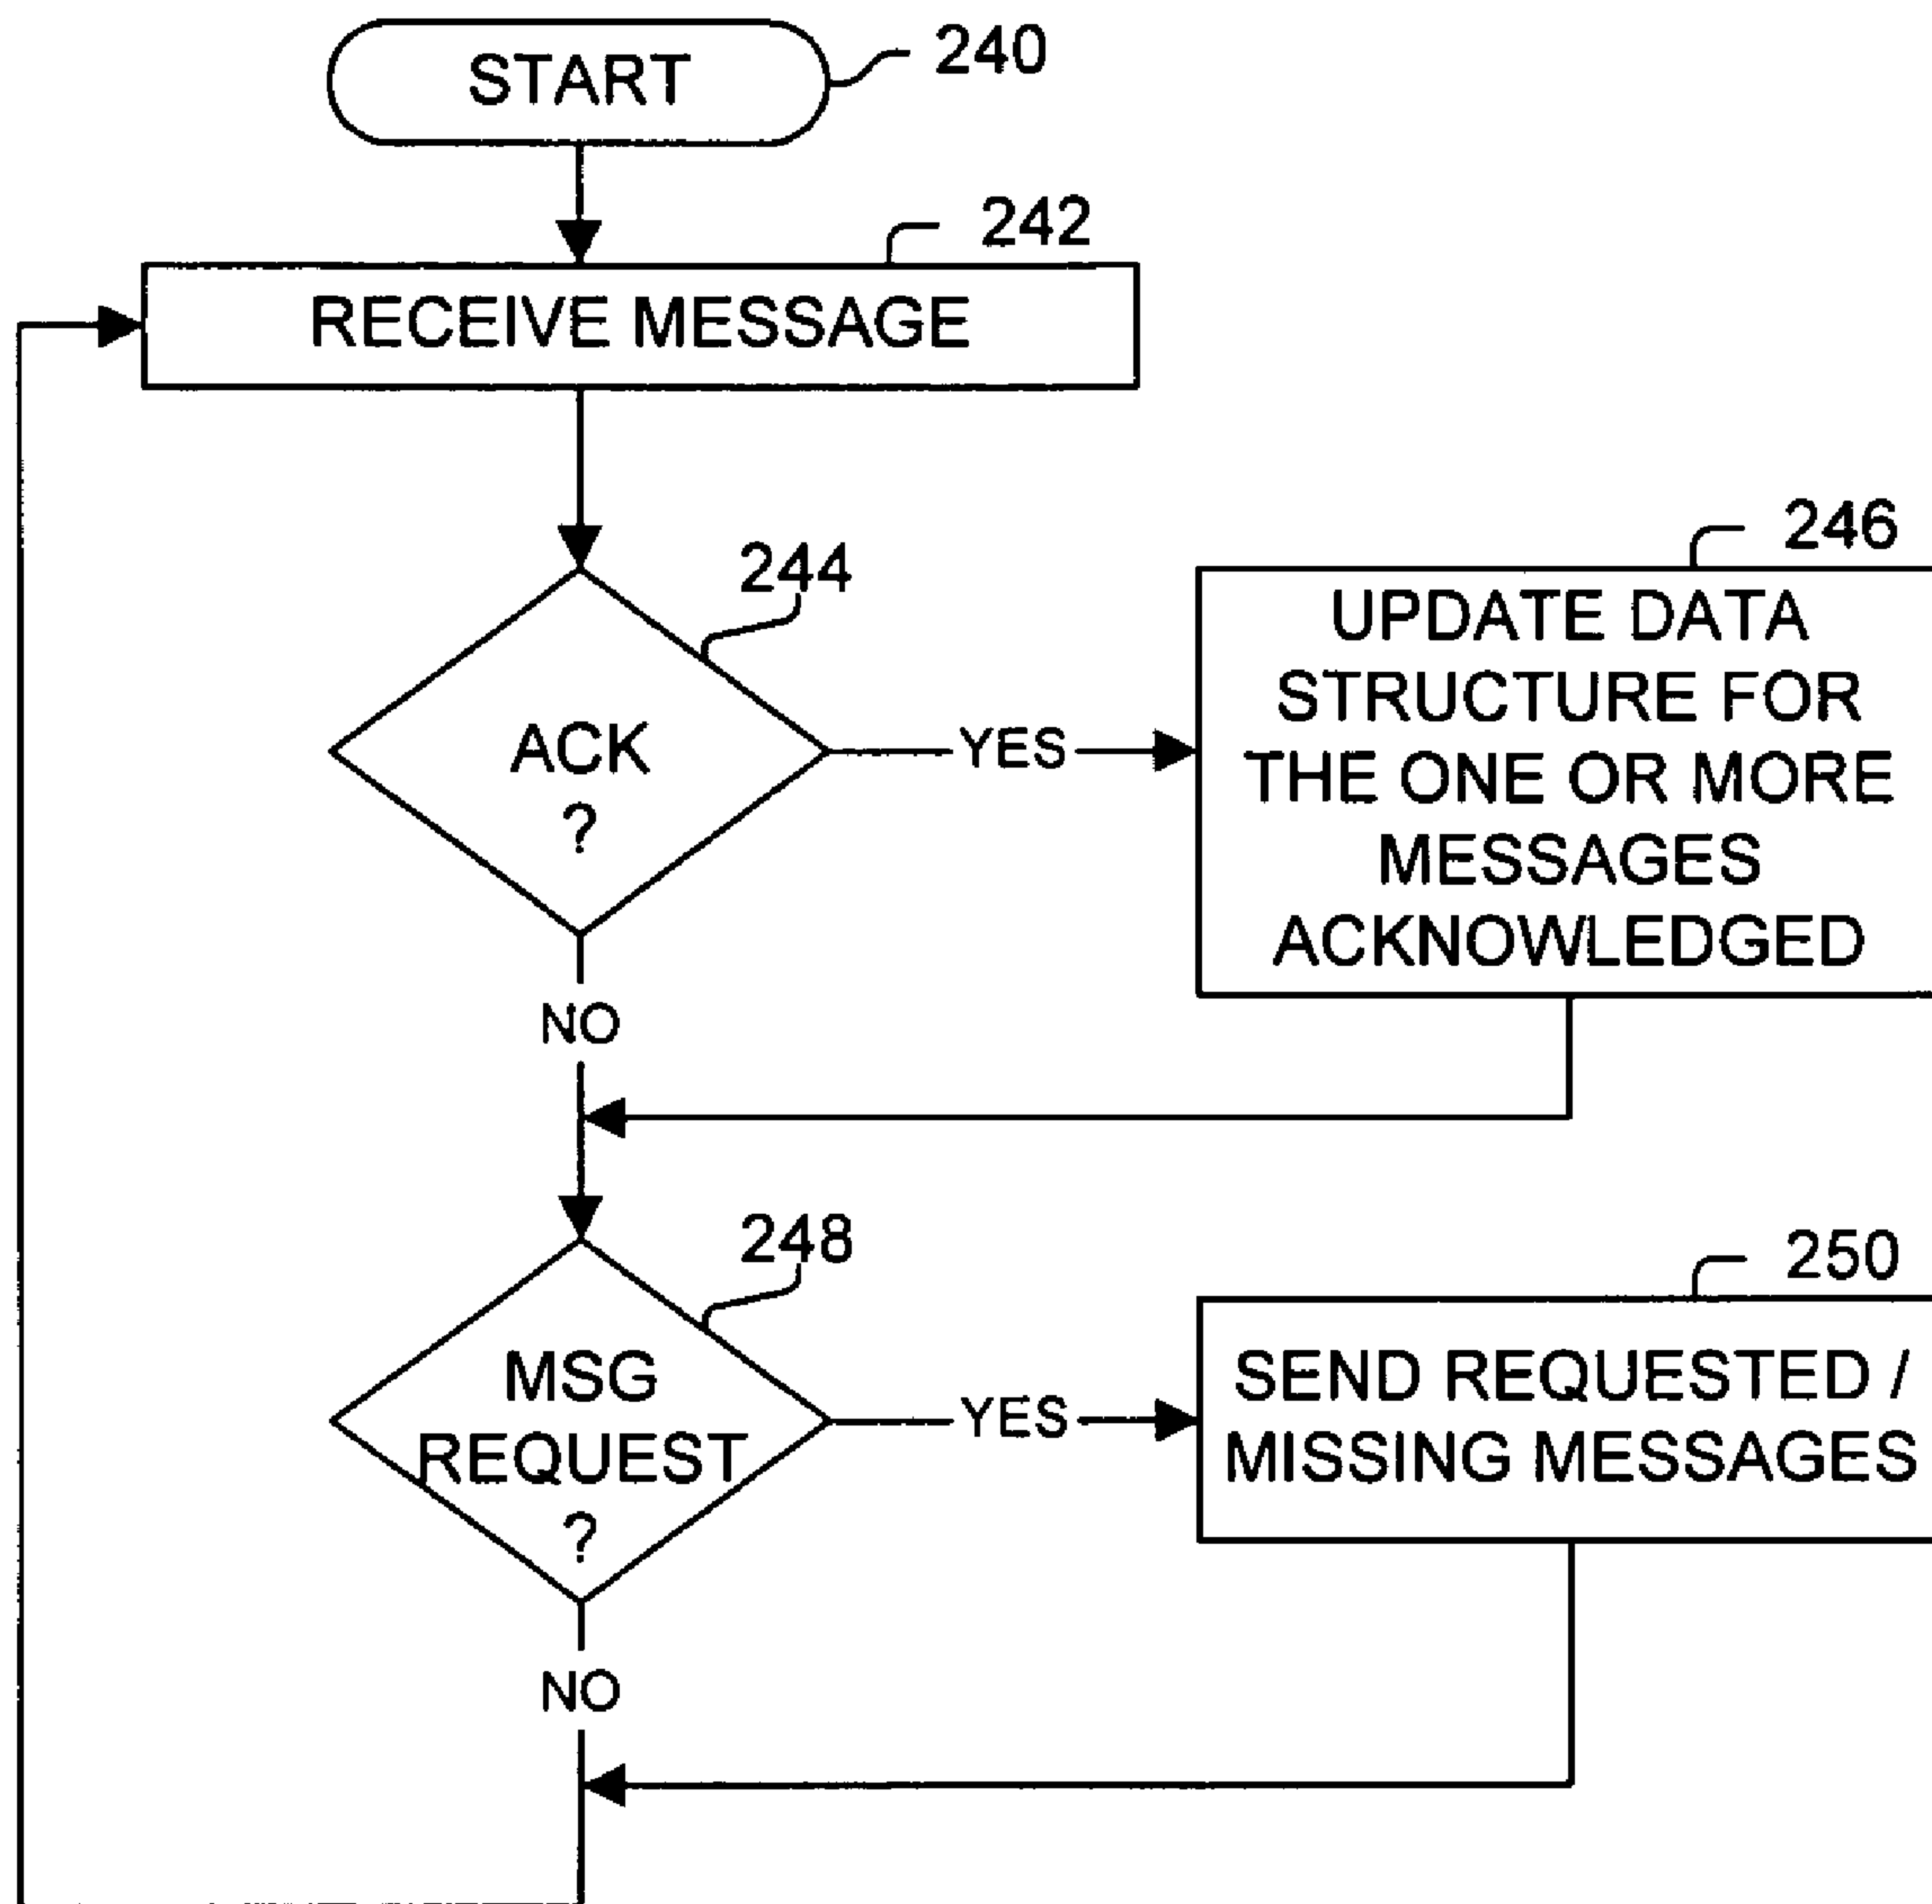 START
240
242
RECEIVE MESSAGE
244
ACK
?
YES
246
UPDATE DATA
STRUCTURE FOR
THE ONE OR MORE
MESSAGES
ACKNOWLEDGED
NO
248
MSG
REQUEST
?
YES
250
SEND REQUESTED /
MISSING MESSAGES
NO